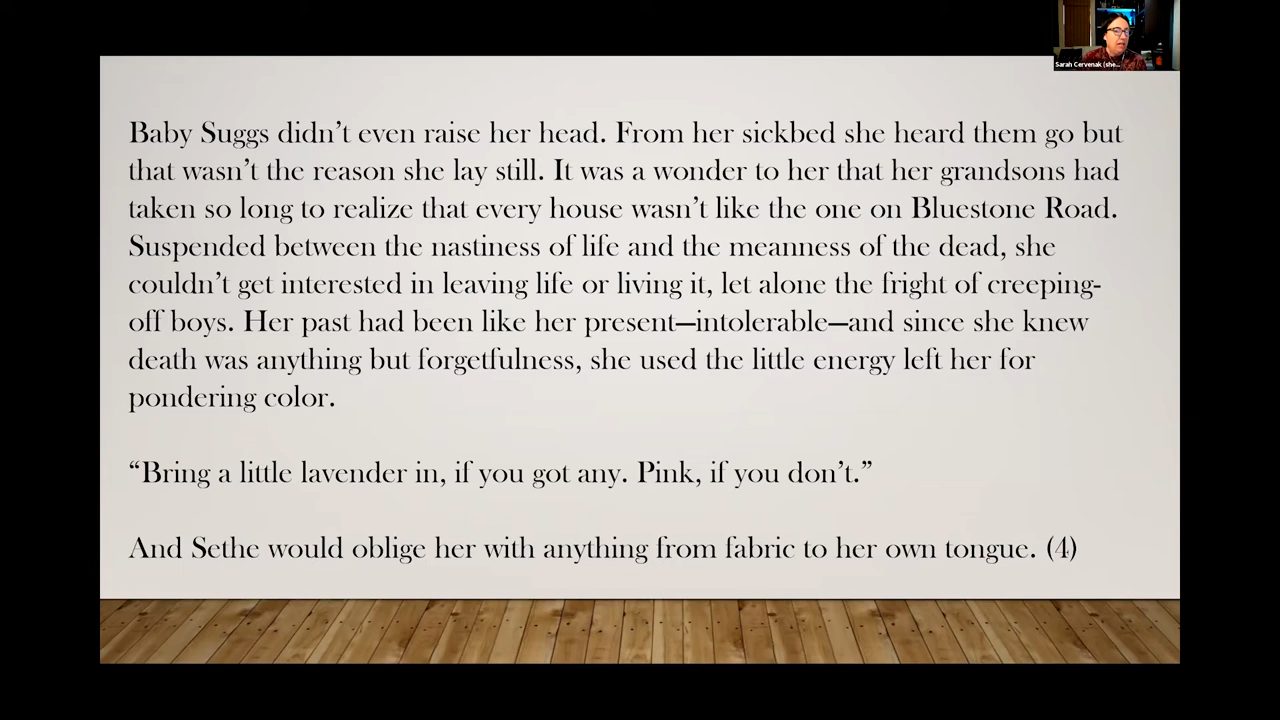 Sarah Cervenak (she...
Baby Suggs didn’t even raise her head. From her sickbed she heard them go but
that wasn’t the reason she lay still. It was a wonder to her that her grandsons had
taken so long to realize that every house wasn’t like the one on Bluestone Road.
Suspended between the nastiness of life and the meanness of the dead, she
couldn’t get interested in leaving life or living it, let alone the fright of creeping-
off boys. Her past had been like her present—intolerable—and since she knew
death was anything but forgetfulness, she used the little energy left her for
pondering color.
“Bring a little lavender in, if you got any. Pink, if you don’t.”
And Sethe would oblige her with anything from fabric to her own tongue. (4)